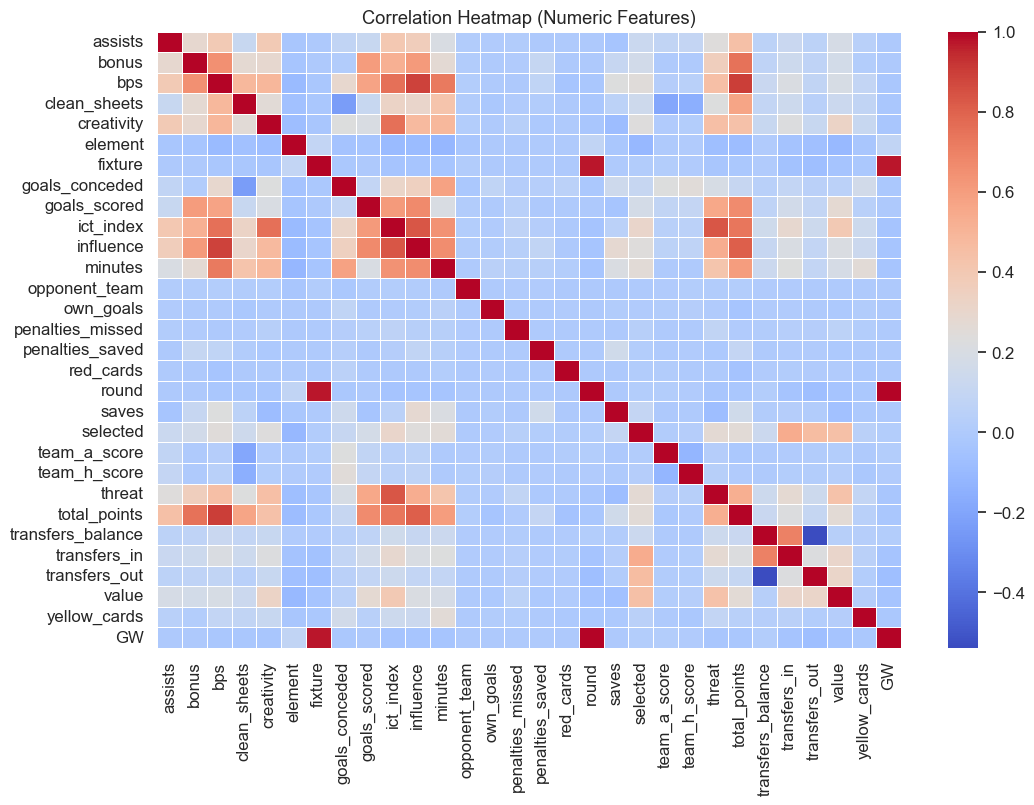 Correlation Heatmap (Numeric Features)
assists
bonus
bps
clean_sheets
creativity
element
fixture
goals_conceded
goals_scored
ict_index
influence
minutes
opponent_team
own_goals
penalties_missed
penalties_saved
red_cards
round
saves
selected
team_a_score
team_h_score
threat
total_points
transfers_balance
transfers_in
transfers_out
value
yellow_cards
GW
assists
bonus
bps
clean_sheets
creativity
element
fixture
goals_conceded
goals_scored
ict_index
influence
minutes
opponent_team
own_goals
penalties_missed
penalties_saved
red_cards
round
saves
selected
team_a_score
team_h_score
threat
total_points
transfers_balance
transfers_in
transfers_out
value
yellow_cards
GW
1.0
0.8
0.6
0.4
0.2
0.0
−0.2
−0.4